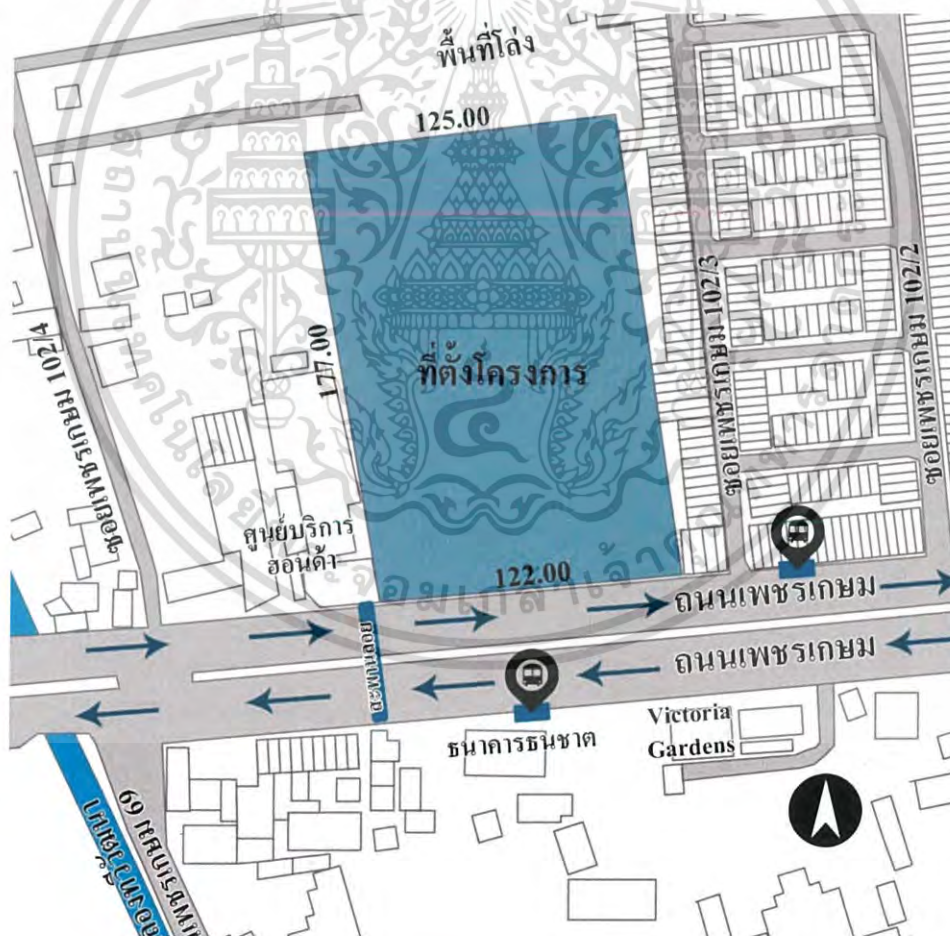 พื้นที่โล่ง
125.00
ซอยเพชรเกษม 102/3
ซอยเพชรเกษม 102/2
177.00
ที่ตั้งโครงการ
ซอยเพชรเกษม 102/4
ศูนย์บริการ
ฮอนด้า
122.00
ถนนเพชรเกษม
ถนนเพชรเกษม
สะพานลอย
ธนาคารธนชาต
Victoria
Gardens
เพชรเกษม 69